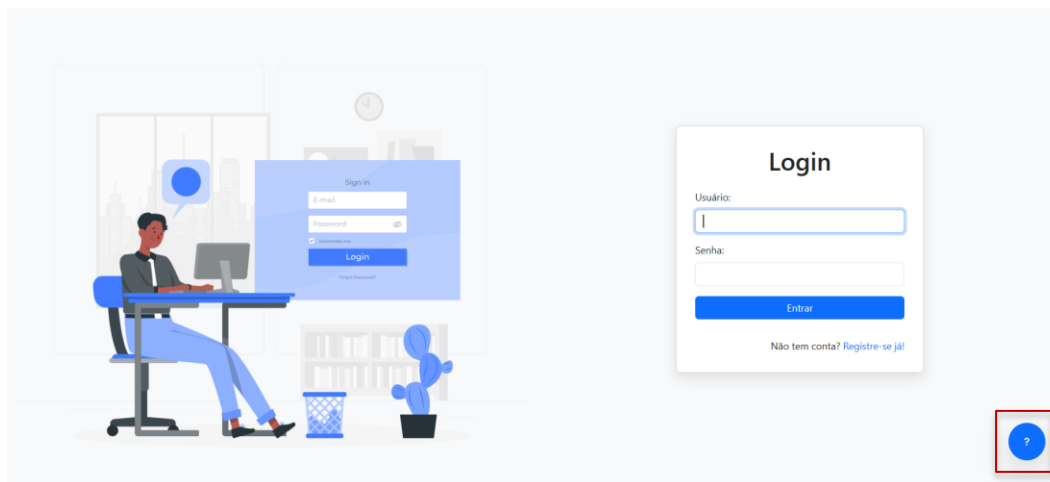 Sign in
E-mail
Password
Remember me
Login
Forgot Password?
Login
Usuário:
Senha:
Entrar
Não tem conta? Registre-se já!
?